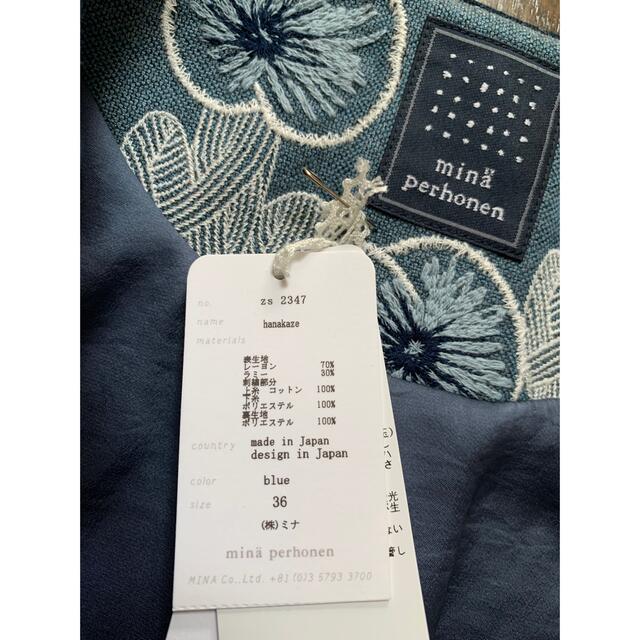 minä
perhonen
no. zs 2347
name hanakaze
materials
表生地
レーヨン 70%
ラミー 30%
刺繍部分
上糸 コットン 100%
下糸
ポリエステル 100%
裏生地
ポリエステル 100%
country made in Japan
design in Japan
color blue
size 36
(株)ミナ
minä perhonen
MINA Co.,Ltd. +81 (0)3 5793 3700